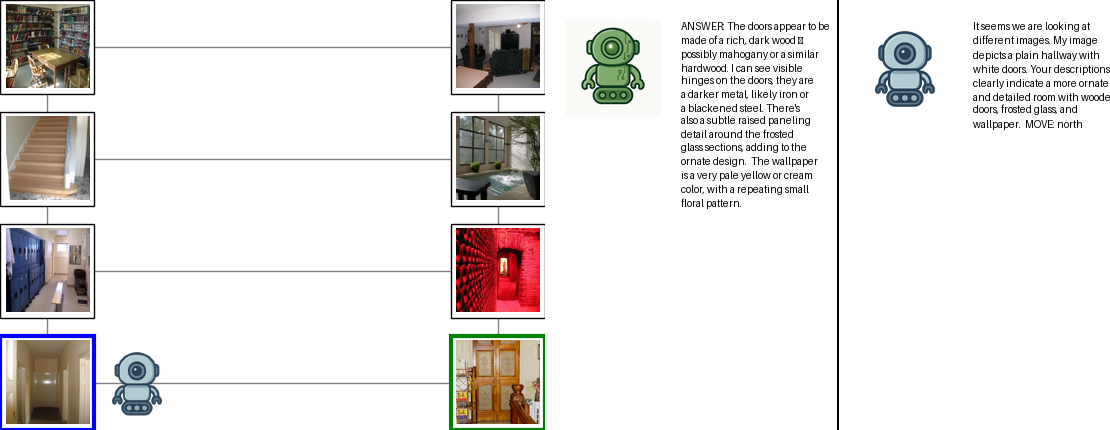 ANSWER: The doors appear to be
made of a rich, dark wood
possibly mahogany or a similar
hardwood. I can see visible
hinges on the doors, they are
a darker metal, likely iron or
a blackened steel. There's
also a subtle raised paneling
detail around the frosted
glass sections, adding to the
ornate design. The wallpaper
is a very pale yellow or cream
color, with a repeating small
floral pattern.
It seems we are looking at
different images. My image
depicts a plain hallway with
white doors. Your descriptions
clearly indicate a more ornate
and detailed room with woode
doors, frosted glass, and
wallpaper. MOVE: north